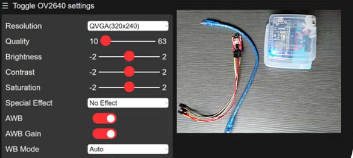 ☰ Toggle OV2640 settings
Resolution QVGA(320x240)
Quality 10 63
Brightness -2 2
Contrast -2 2
Saturation -2 2
Special Effect No Effect
AWB
AWB Gain
WB Mode Auto